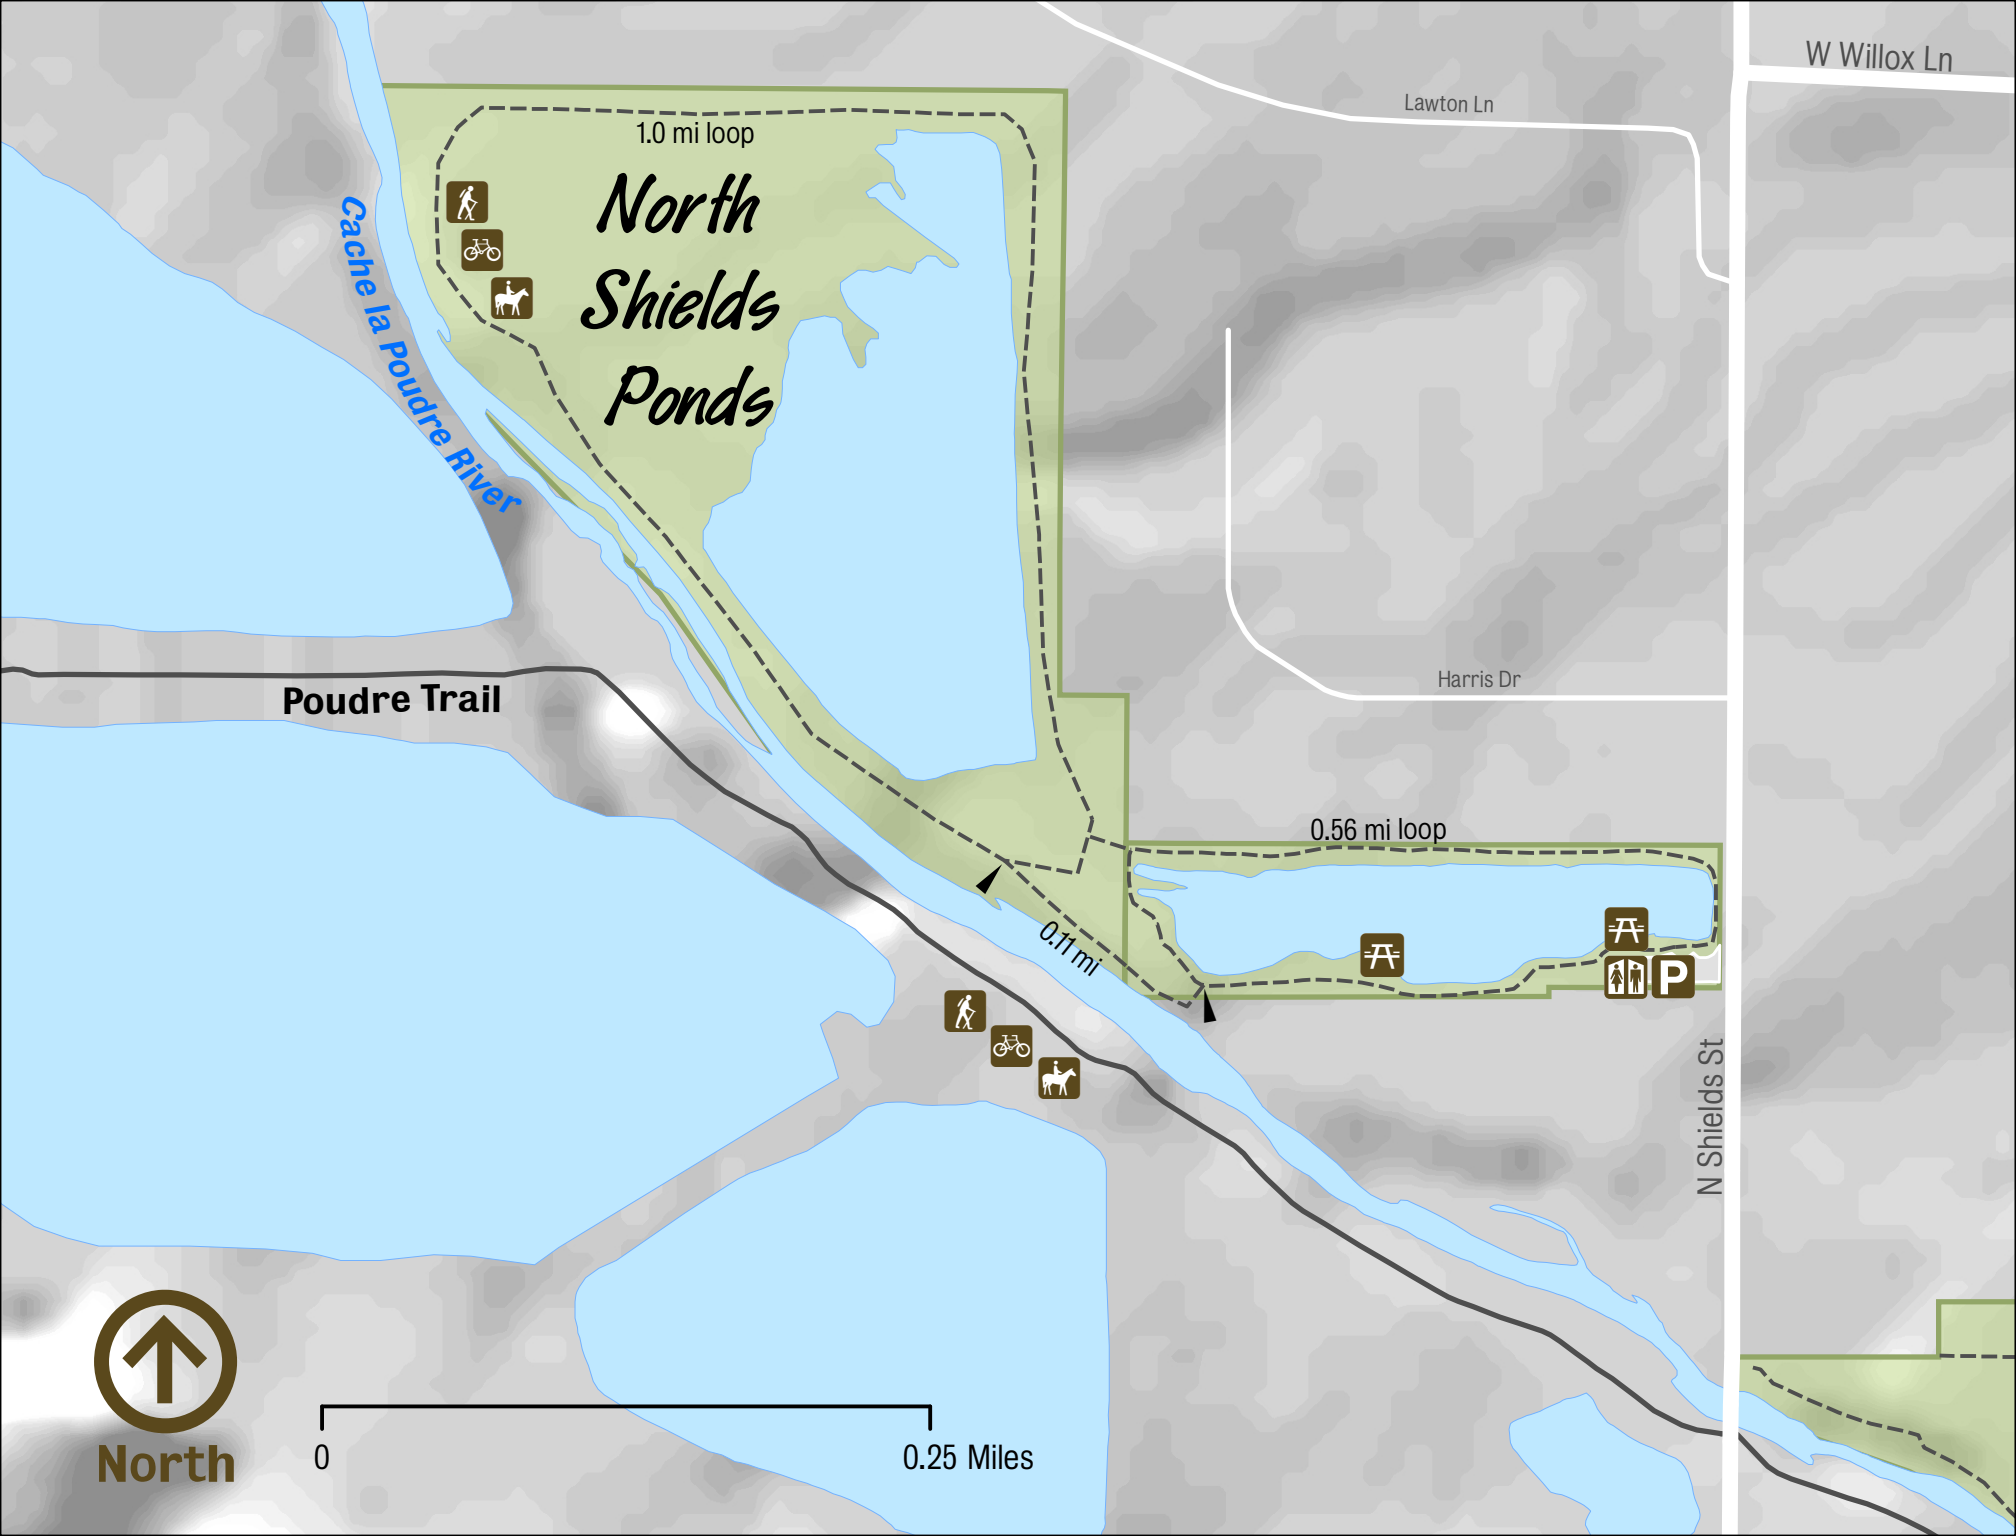 W Willox Ln
Lawton Ln
1.0 mi loop
North
Shields
Ponds
Cache la Poudre River
Harris Dr
Poudre Trail
0.56 mi loop
0.11 mi
P
N Shields St
North
0
0.25 Miles